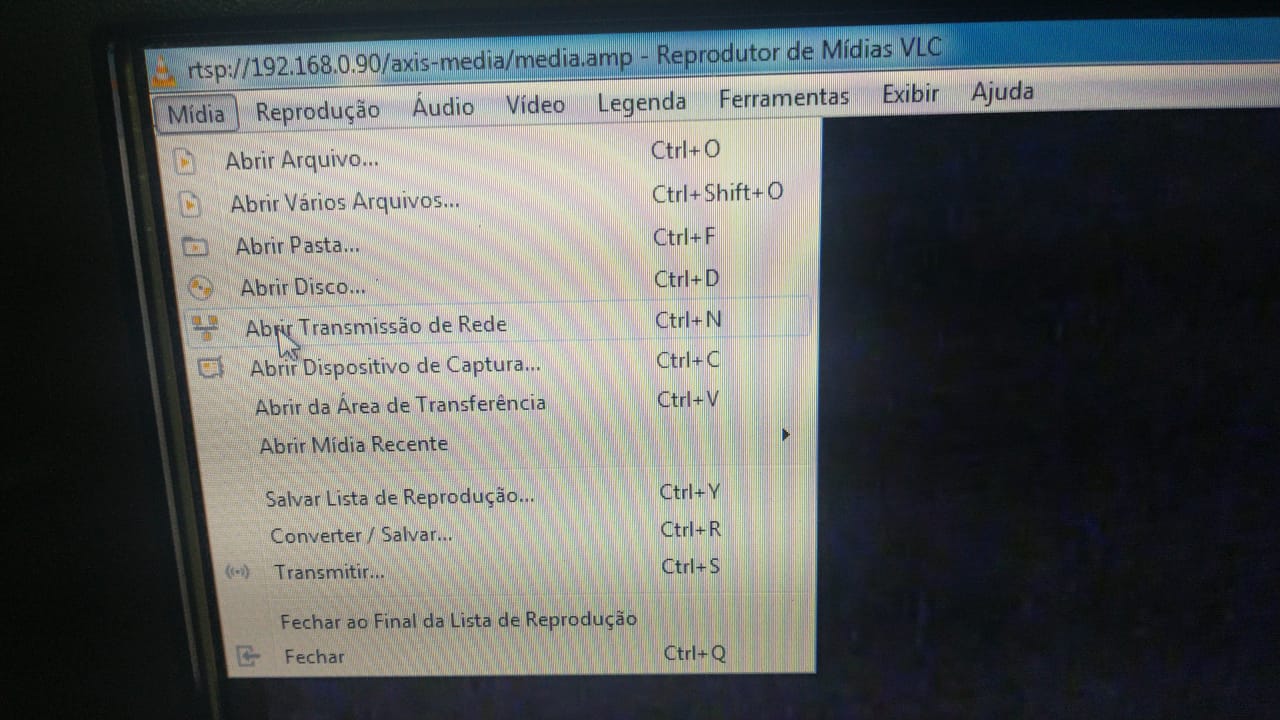 rtsp://192.168.0.90/axis-media/media.amp - Reprodutor de Mídias VLC
Mídia Reprodução Áudio Vídeo Legenda Ferramentas Exibir Ajuda
Abrir Arquivo... Ctrl+O
Abrir Vários Arquivos... Ctrl+Shift+O
Abrir Pasta... Ctrl+F
Abrir Disco... Ctrl+D
Abrir Transmissão de Rede Ctrl+N
Abrir Dispositivo de Captura... Ctrl+C
Abrir da Área de Transferência Ctrl+V
Abrir Mídia Recente
Salvar Lista de Reprodução... Ctrl+Y
Converter / Salvar... Ctrl+R
Transmitir... Ctrl+S
Fechar ao Final da Lista de Reprodução
Fechar Ctrl+Q